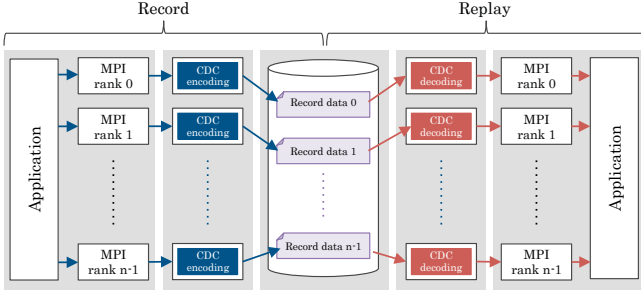 Record
Replay
Application
MPI
rank 0
CDC
encoding
Record data 0
CDC
decoding
MPI
rank 0
MPI
rank 1
CDC
encoding
Record data 1
CDC
decoding
MPI
rank 1
MPI
rank n-1
CDC
encoding
Record data n-1
CDC
decoding
MPI
rank n-1
Application